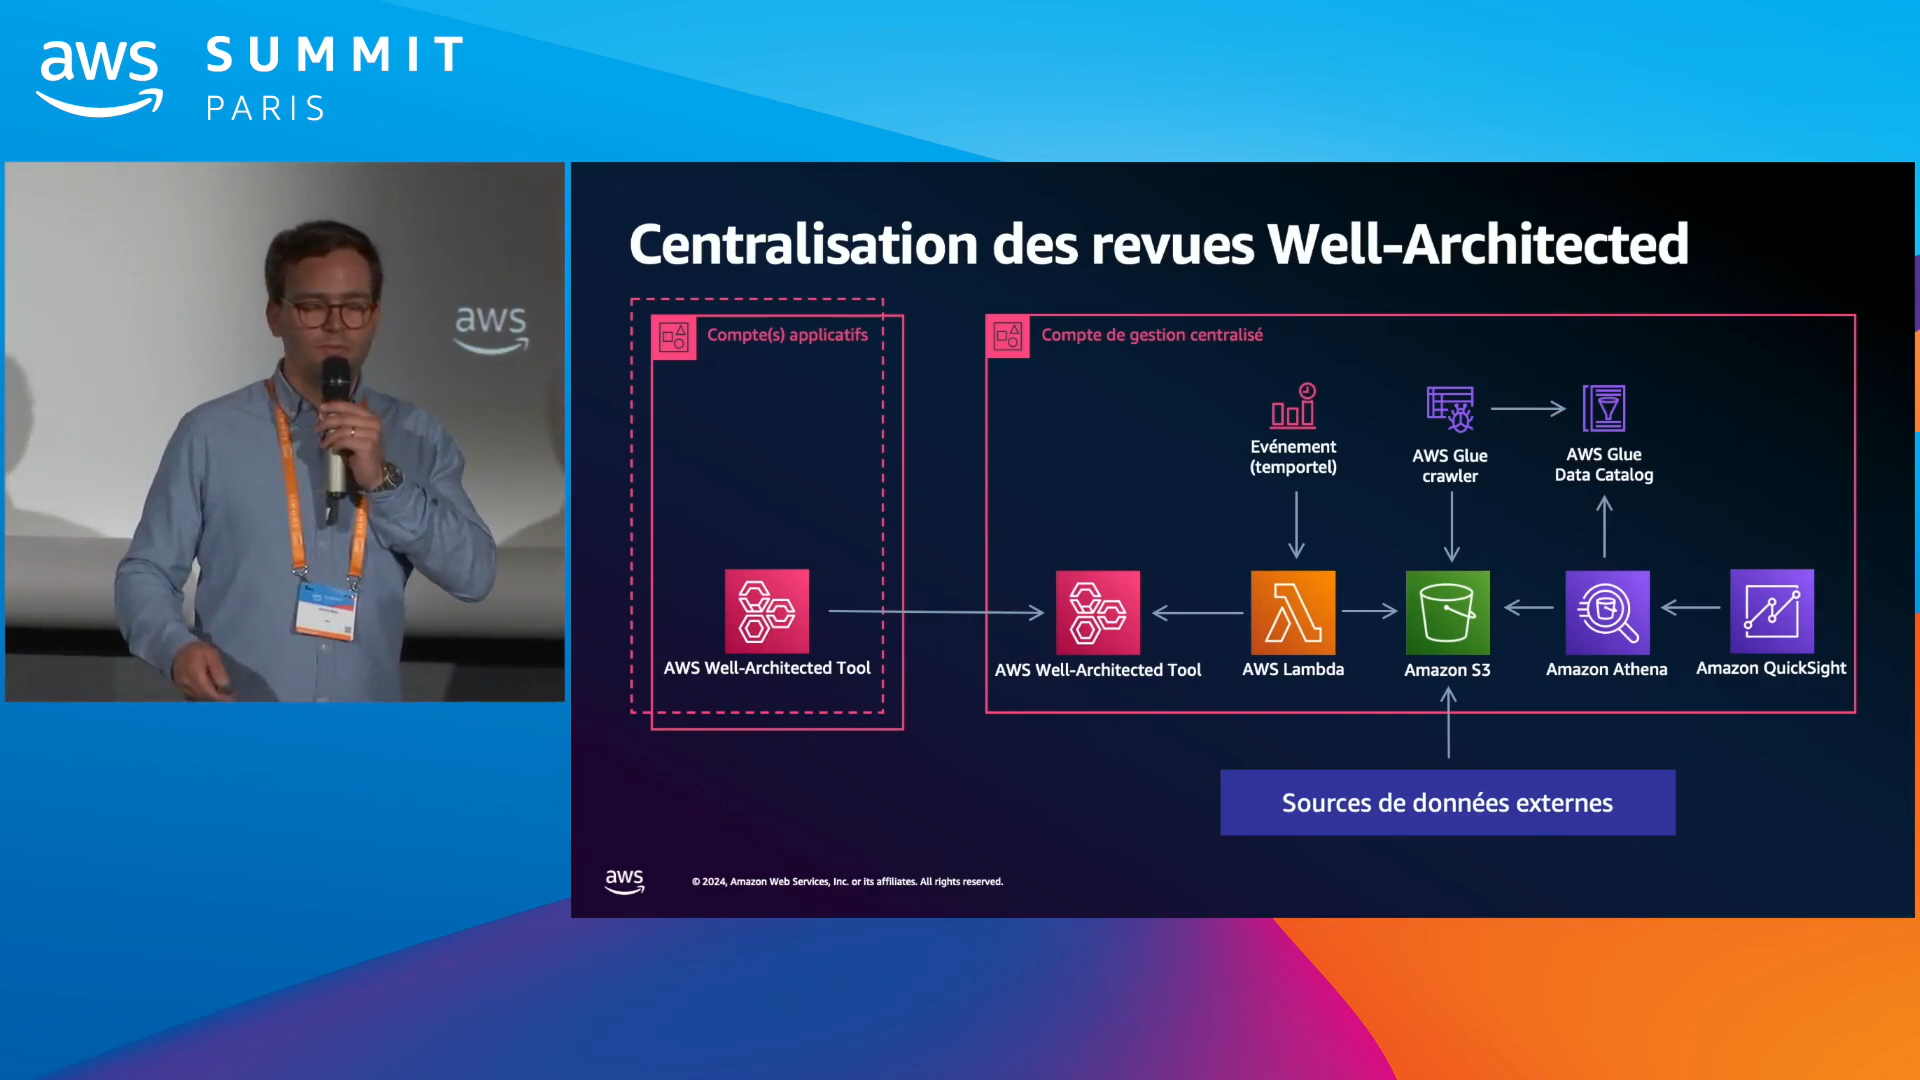 aws
SUMMIT
PARIS
aws
Centralisation des revues Well-Architected
Compte(s) applicatifs
Compte de gestion centralisé
Evénement
(temportel)
AWS Glue
crawler
AWS Glue
Data Catalog
AWS Well-Architected Tool
AWS Well-Architected Tool
AWS Lambda
Amazon S3
Amazon Athena
Amazon QuickSight
Sources de données externes
aws
© 2024, Amazon Web Services, Inc. or its affiliates. All rights reserved.